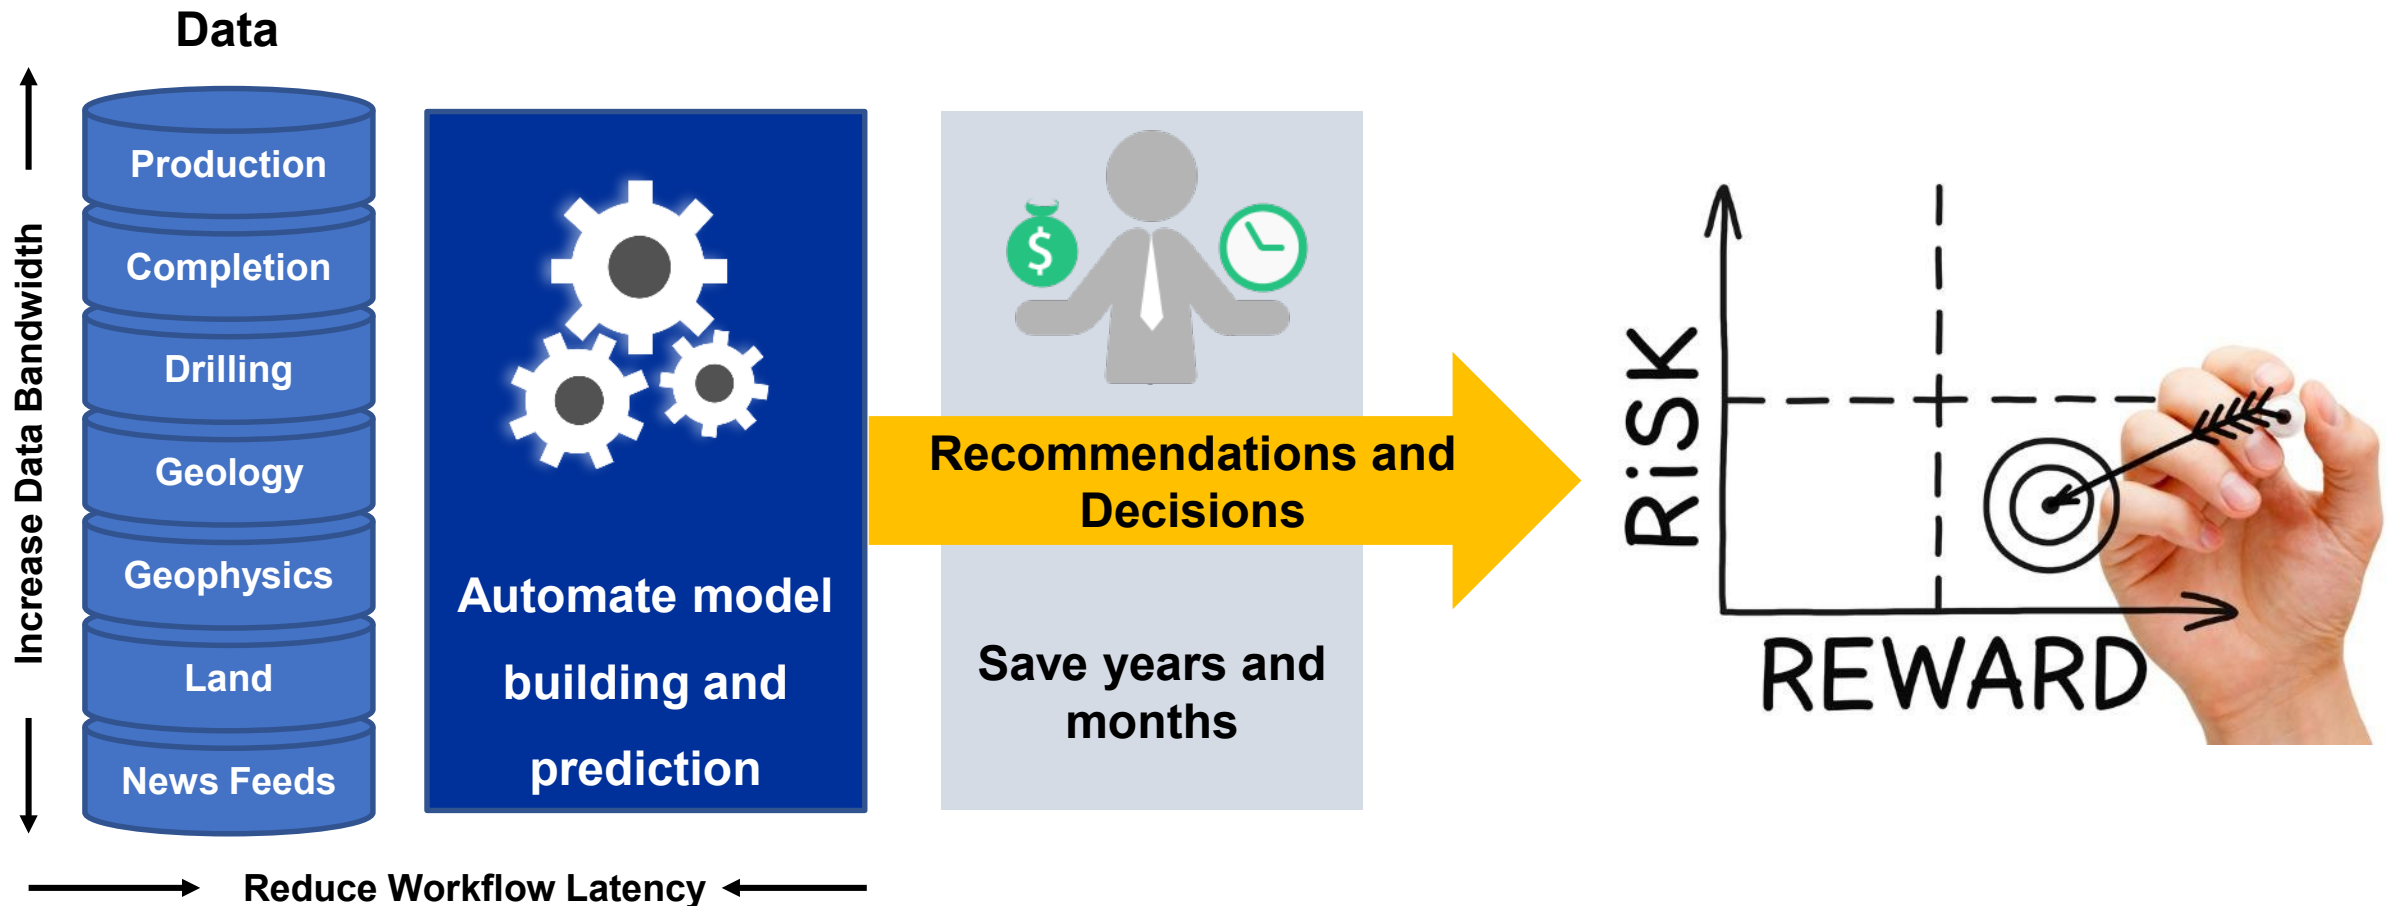 Data
Increase Data Bandwidth
Production
Completion
Drilling
Geology
Geophysics
Land
News Feeds
Reduce Workflow Latency
Automate model
building and
prediction
$
Recommendations and
Decisions
Save years and
months
RiSK
REWARD